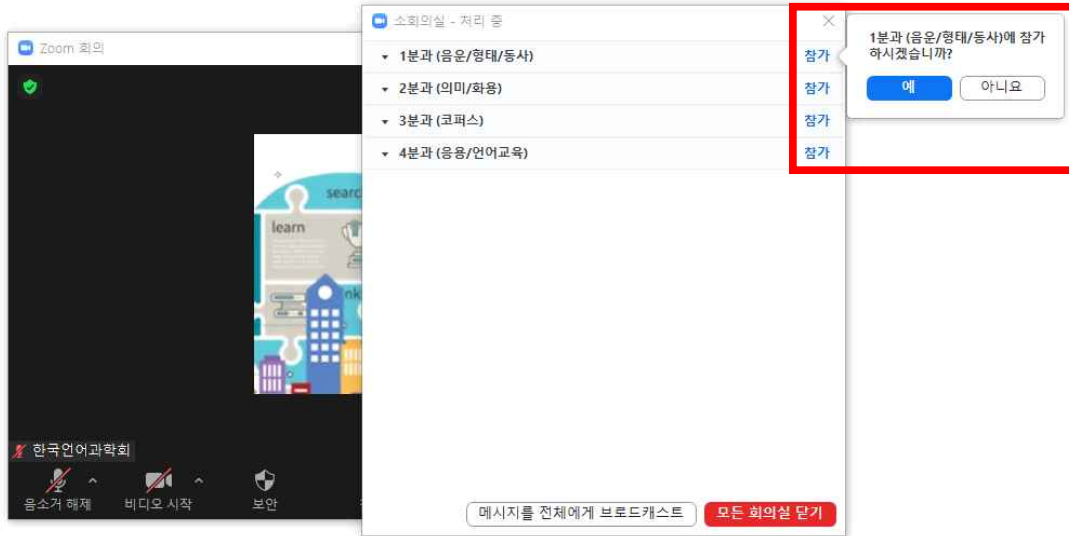 Zoom 회의
search
learn
한국언어과학회
음소거 해제
비디오 시작
보안
소회의실 - 처리 중
1분과 (음운/형태/통사)
참가
2분과 (의미/화용)
참가
3분과 (코퍼스)
참가
4분과 (응용/언어교육)
참가
메시지를 전체에게 브로드캐스트
모든 회의실 닫기
1분과 (음운/형태/통사)에 참가
하시겠습니까?
예
아니요